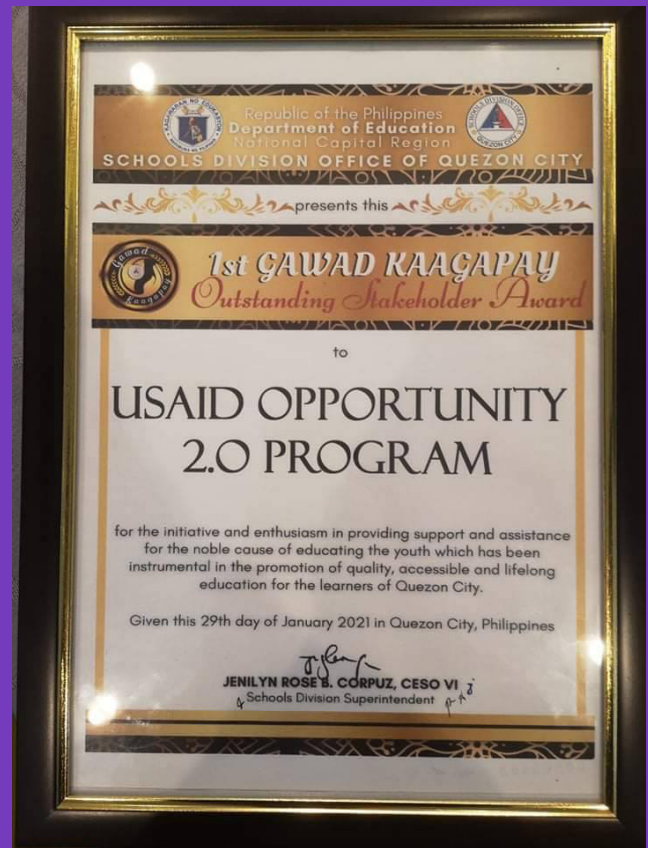 Republic of the Philippines
Department of Education
National Capital Region
SCHOOLS DIVISION OFFICE OF QUEZON CITY
presents this
Gawad
Kaagapay
1st GAWAD KAAGAPAY
Outstanding Stakeholder Award
to
USAID OPPORTUNITY
2.0 PROGRAM
for the initiative and enthusiasm in providing support and assistance
for the noble cause of educating the youth which has been
instrumental in the promotion of quality, accessible and lifelong
education for the learners of Quezon City.
Given this 29th day of January 2021 in Quezon City, Philippines
JENILYN ROSE B. CORPUZ, CESO VI
Schools Division Superintendent